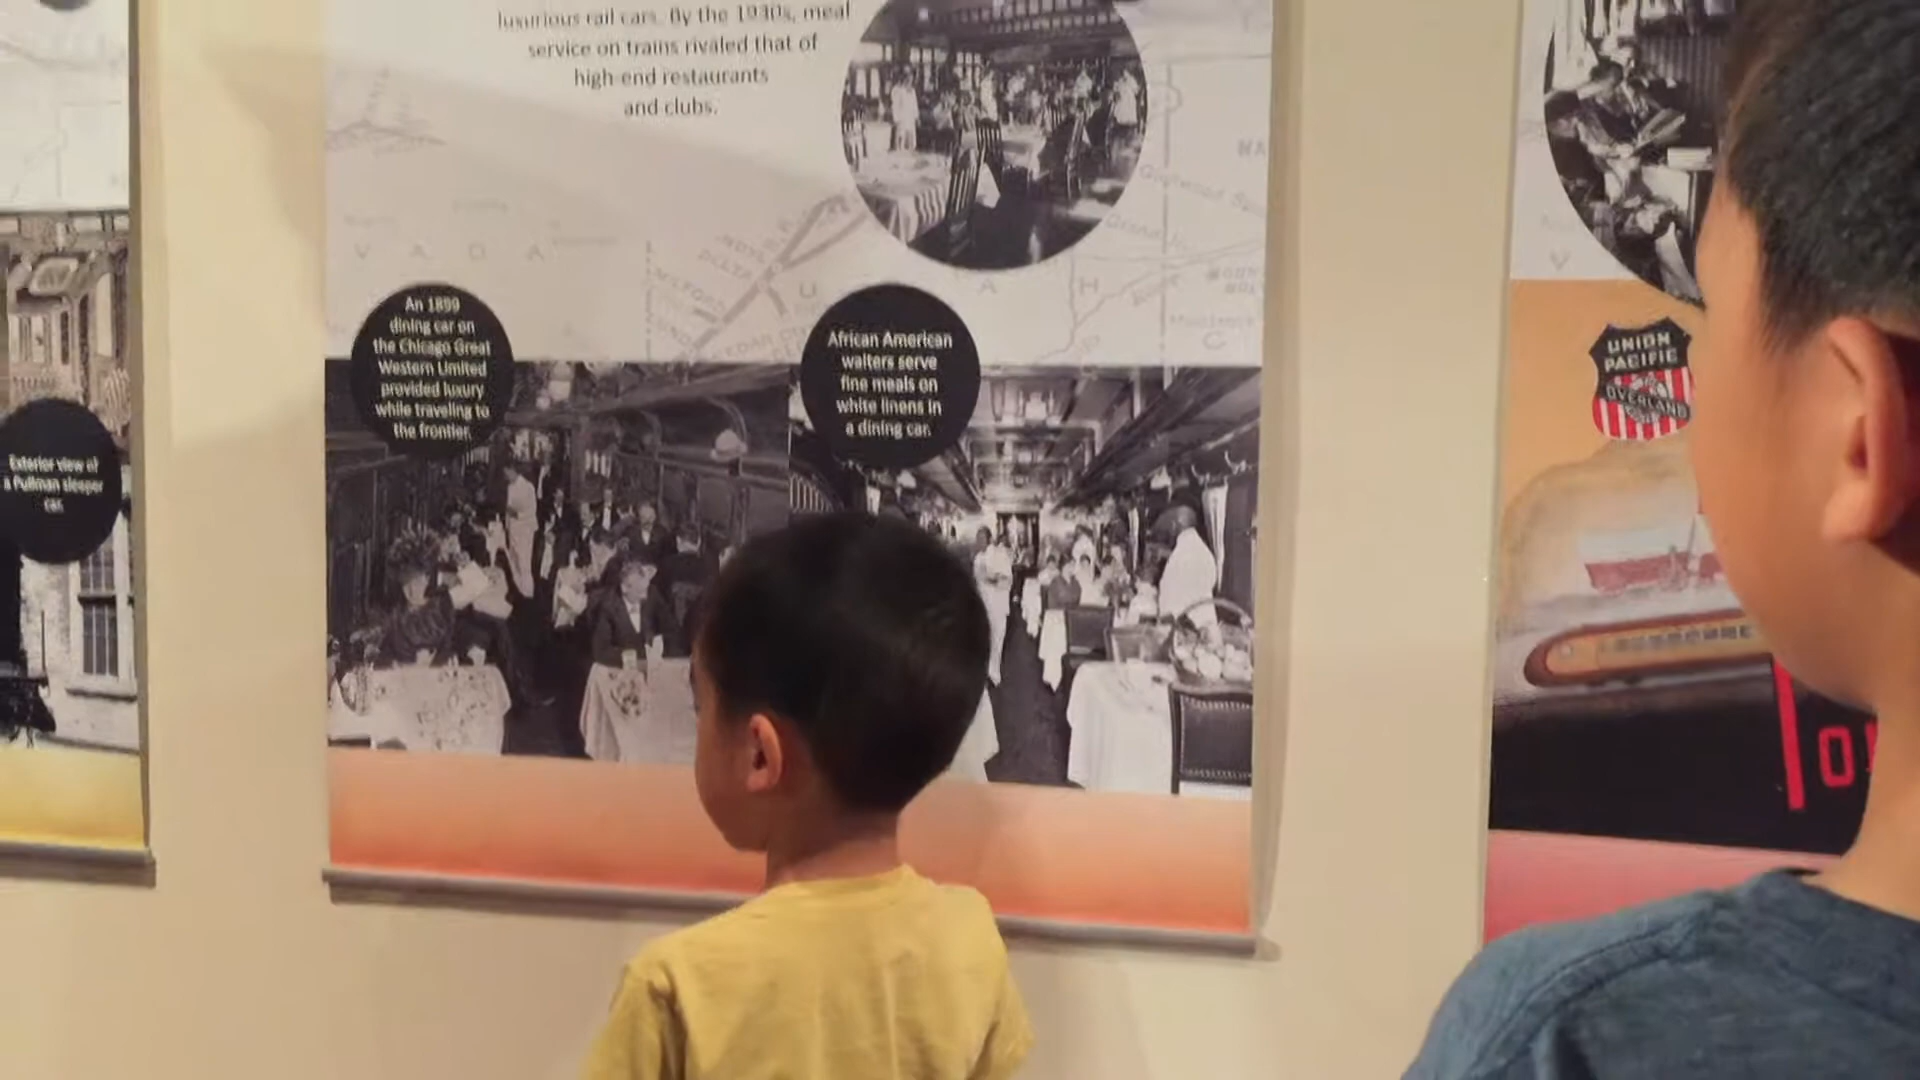 luxurious rail cars. By the 1930s, meal
service on trains rivaled that of
high-end restaurants
and clubs.
An 1899
dining car on
the Chicago Great
Western Limited
provided luxury
while traveling to
the frontier.
African American
waiters serve
fine meals on
white linens in
a dining car.
Exterior view of
a Pullman sleeper
car.
UNION
PACIFIC
OVERLAND
V A D A
U A H
MILFORD
DELTA